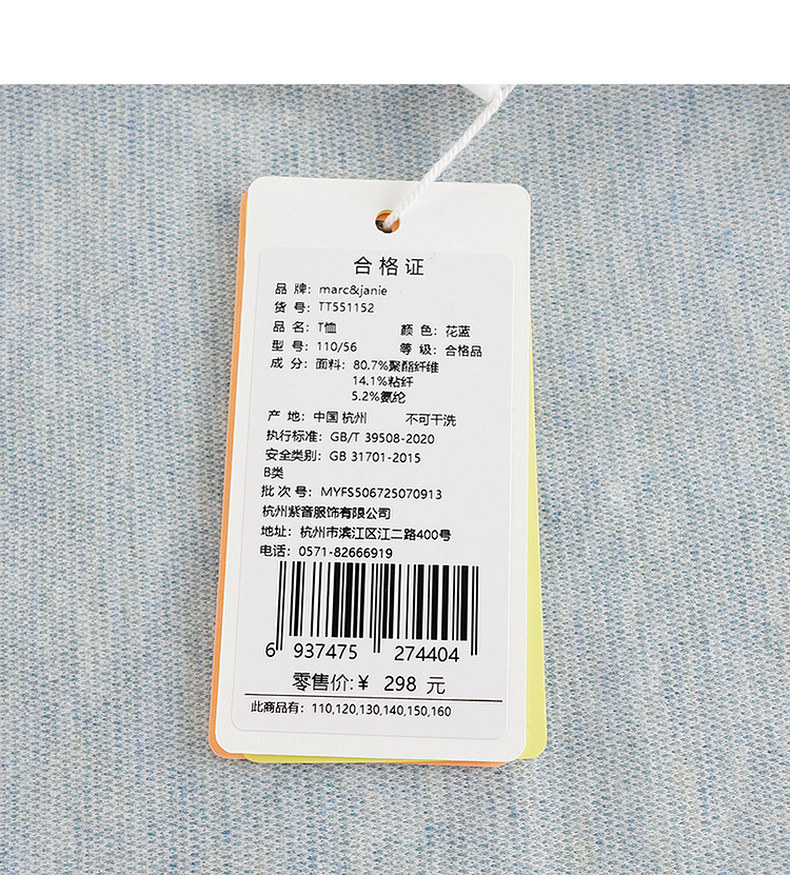 合格证
品 牌：marc&janie
货 号：TT551152
品 名：T恤 颜 色：花蓝
型 号：110/56 等 级：合格品
成 分：面料：80.7%聚酯纤维
14.1%粘纤
5.2%氨纶
产 地：中国 杭州 不可干洗
执行标准：GB/T 39508-2020
安全类别：GB 31701-2015
B类
批 次 号：MYFS506725070913
杭州紫音服饰有限公司
地址：杭州市滨江区江二路400号
电话：0571-82666919
6 937475 274404
零售价:¥ 298 元
此商品有：110,120,130,140,150,160